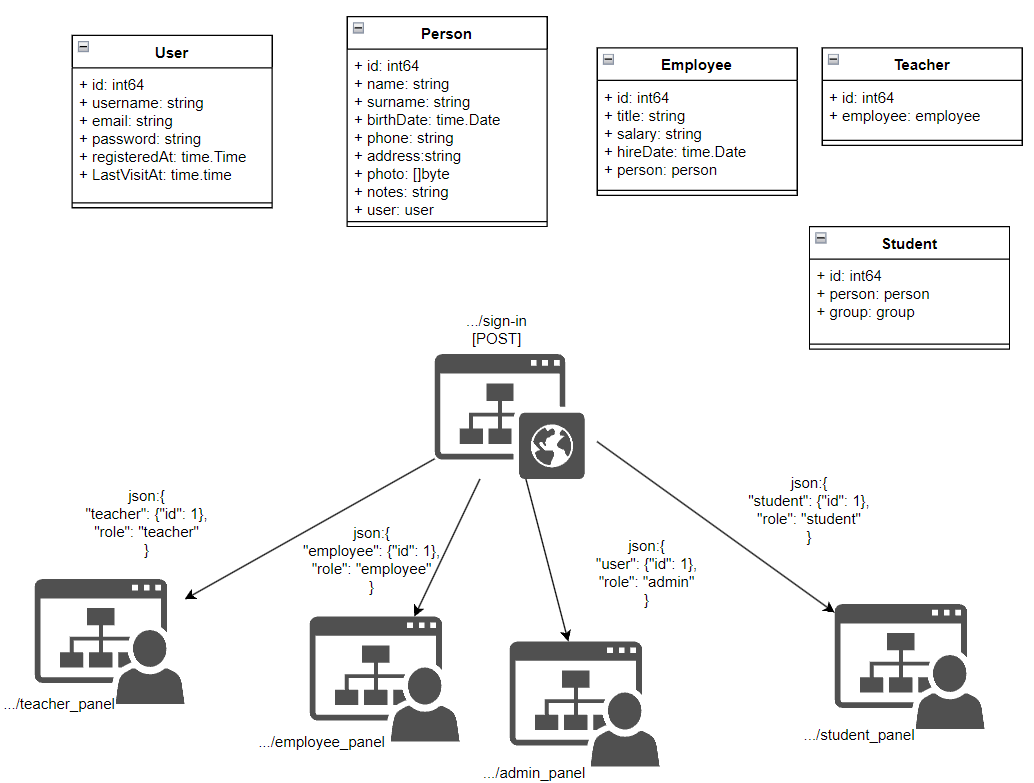 User
+ id: int64
+ username: string
+ email: string
+ password: string
+ registeredAt: time.Time
+ LastVisitAt: time.time
Person
+ id: int64
+ name: string
+ surname: string
+ birthDate: time.Date
+ phone: string
+ address:string
+ photo: []byte
+ notes: string
+ user: user
Employee
+ id: int64
+ title: string
+ salary: string
+ hireDate: time.Date
+ person: person
Teacher
+ id: int64
+ employee: employee
Student
+ id: int64
+ person: person
+ group: group
.../sign-in
[POST]
json:{
"teacher": {"id": 1},
"role": "teacher"
}
json:{
"employee": {"id": 1},
"role": "employee"
}
json:{
"user": {"id": 1},
"role": "admin"
}
json:{
"student": {"id": 1},
"role": "student"
}
.../teacher_panel
.../employee_panel
.../admin_panel
.../student_panel